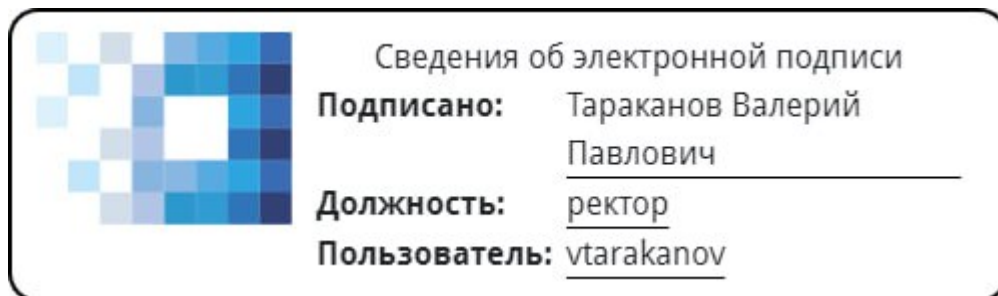 Сведения об электронной подписи
Подписано: Тараканов Валерий
Павлович
Должность: ректор
Пользователь: vtarakanov